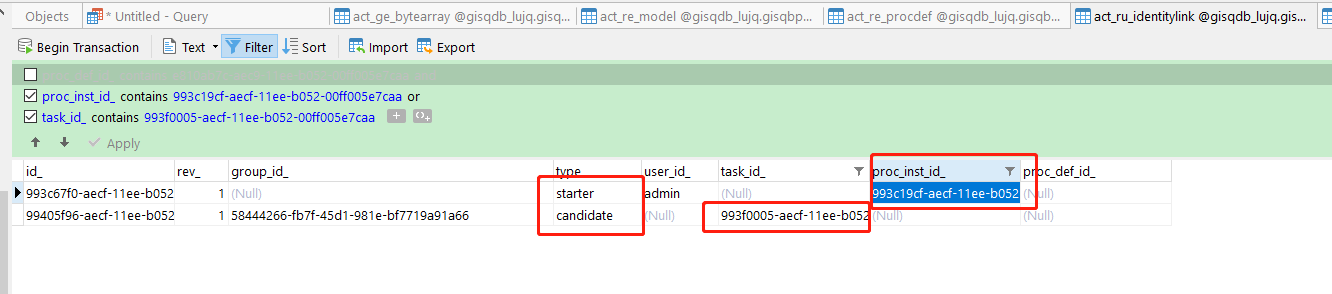 Objects * Untitled - Query act_ge_bytearray @gisqdb_lujq.gisq... act_re_model @gisqdb_lujq.gisqbp... act_re_procdef @gisqdb_lujq.gisqb... act_ru_identitylink @gisqdb_lujq.gis...
Begin Transaction Text Filter Sort Import Export
proc_inst_id_ contains 993c19cf-aecf-11ee-b052-00ff005e7caa or
task_id_ contains 993f0005-aecf-11ee-b052-00ff005e7caa
Apply
id_ rev_ group_id_ type_ user_id_ task_id_ proc_inst_id_ proc_def_id_
993c67f0-aecf-11ee-b052 1 (Null) starter admin (Null) 993c19cf-aecf-11ee-b052 (Null)
99405f96-aecf-11ee-b052 1 58444266-fb7f-45d1-981e-bf7719a91a66 candidate (Null) 993f0005-aecf-11ee-b052 (Null) (Null)